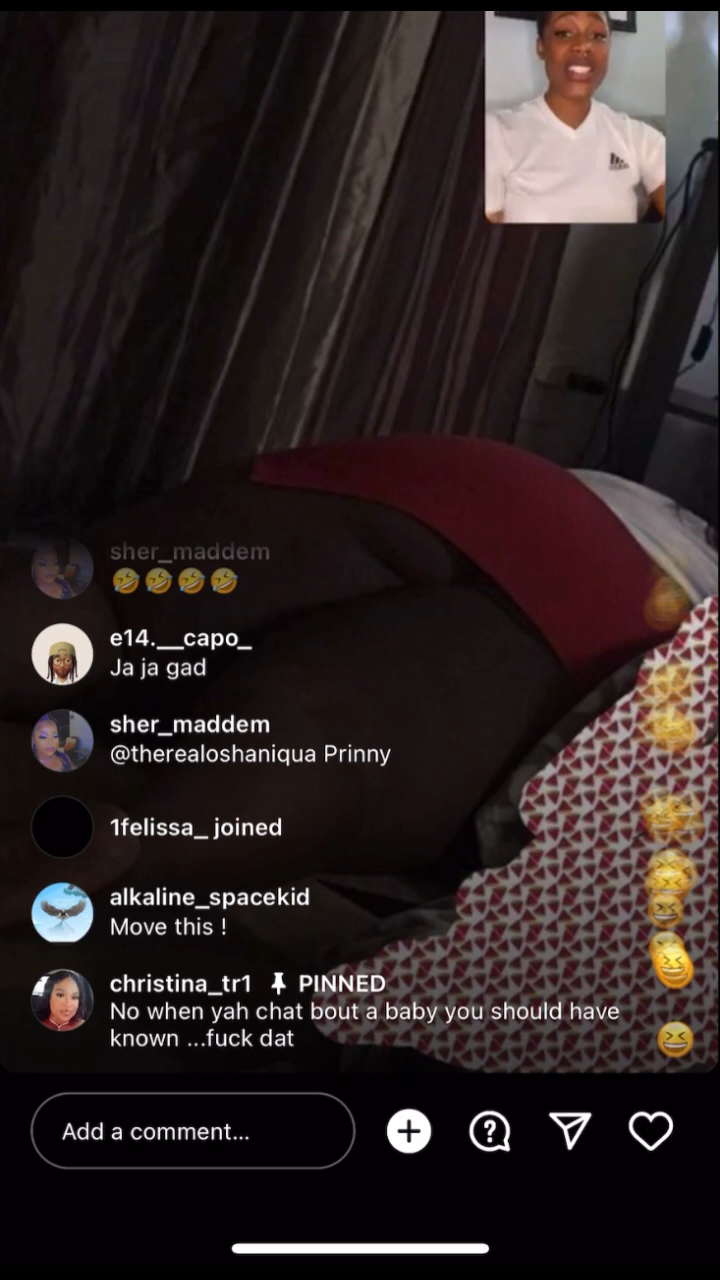 sher_maddem
🤣🤣🤣🤣
e14.__capo_
Ja ja gad
sher_maddem
@therealoshaniqua Prinny
1felissa_ joined
alkaline_spacekid
Move this !
christina_tr1 PINNED
No when yah chat bout a baby you should have
known ...fuck dat
Add a comment...